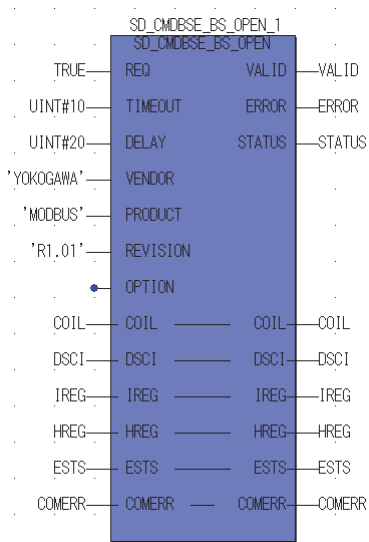 SD_CMDBSE_BS_OPEN_1
SD_CMDBSE_BS_OPEN
TRUE REQ VALID VALID
UINT#10 TIMEOUT ERROR ERROR
UINT#20 DELAY STATUS STATUS
'YOKOGAWA' VENDOR
'MODBUS' PRODUCT
'R1.01' REVISION
OPTION
COIL COIL COIL COIL
DSCI DSCI DSCI DSCI
IREG IREG IREG IREG
HREG HREG HREG HREG
ESTS ESTS ESTS ESTS
COMERR COMERR COMERR COMERR